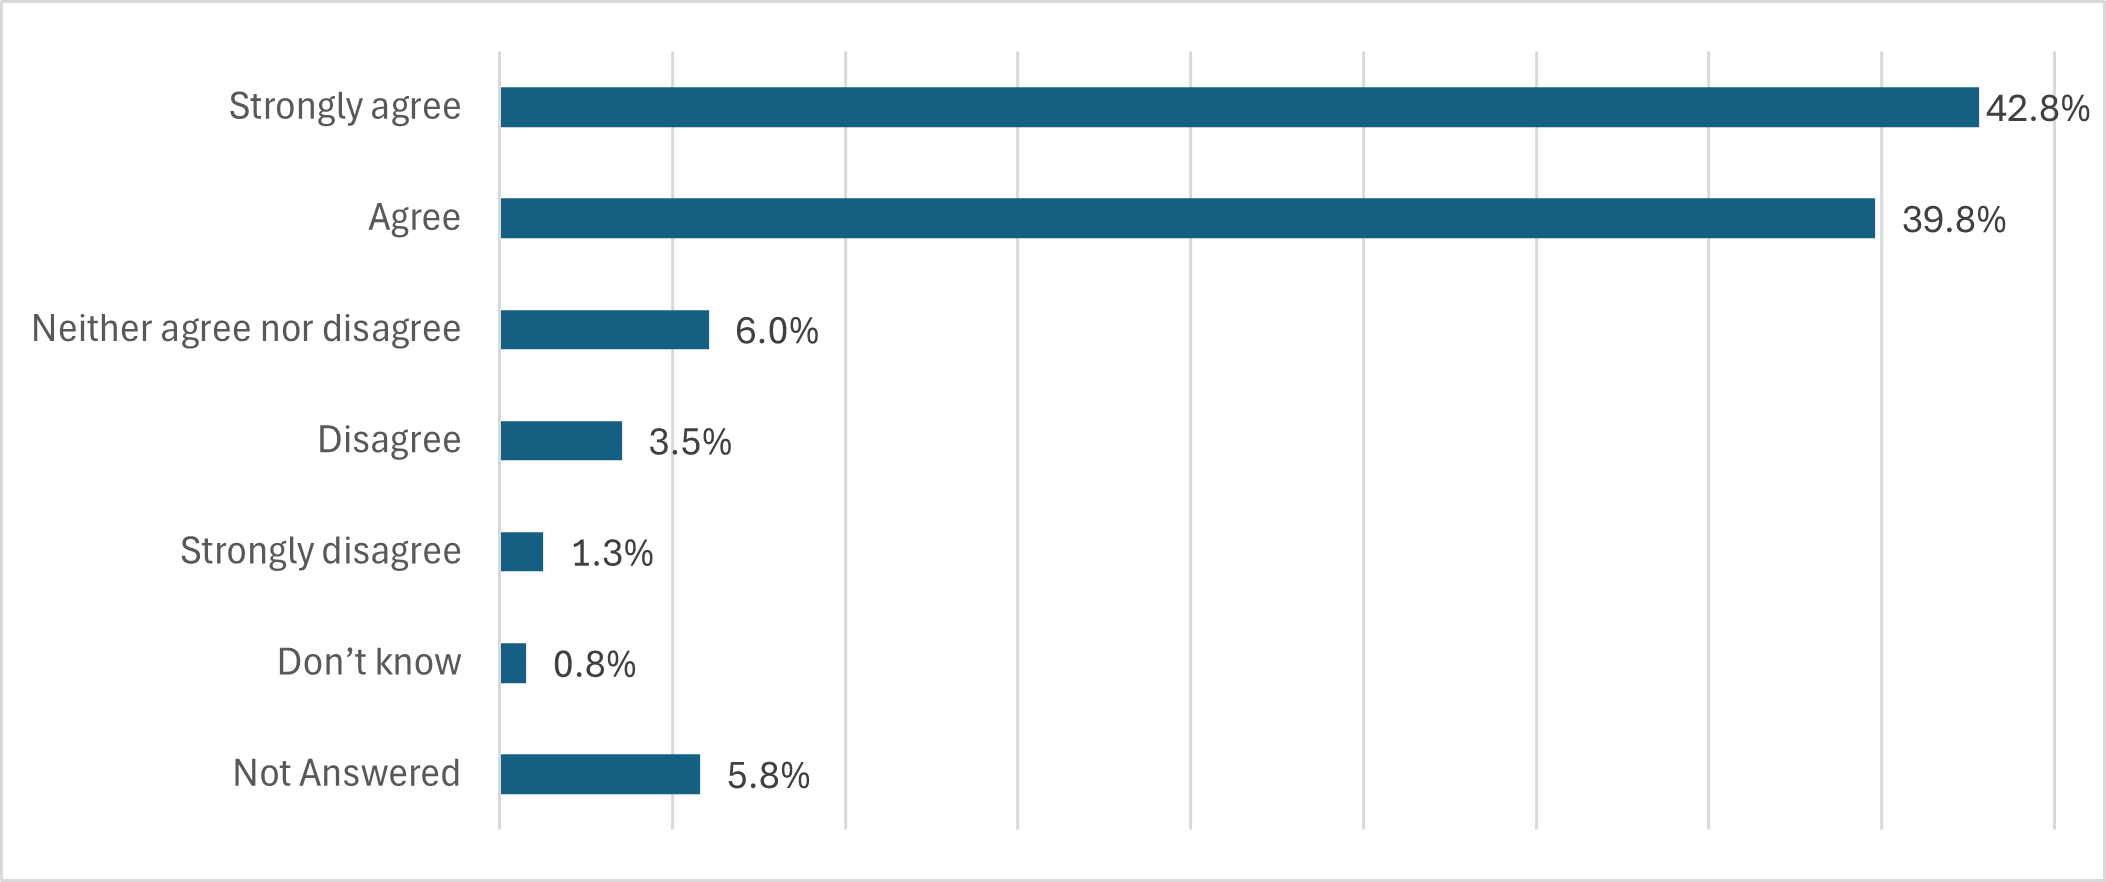 Strongly agree 42.8%
Agree 39.8%
Neither agree nor disagree 6.0%
Disagree 3.5%
Strongly disagree 1.3%
Don’t know 0.8%
Not Answered 5.8%